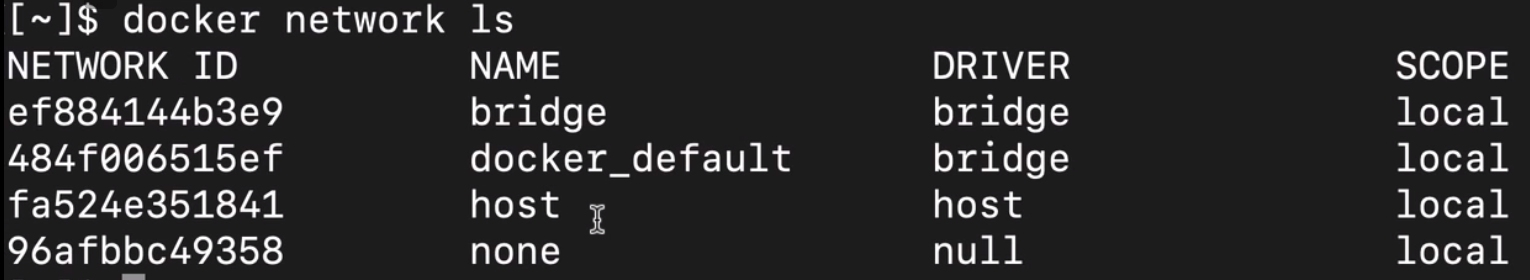 [~]$ docker network ls
NETWORK ID NAME DRIVER SCOPE
ef884144b3e9 bridge bridge local
484f006515ef docker_default bridge local
fa524e351841 host host local
96afbbc49358 none null local